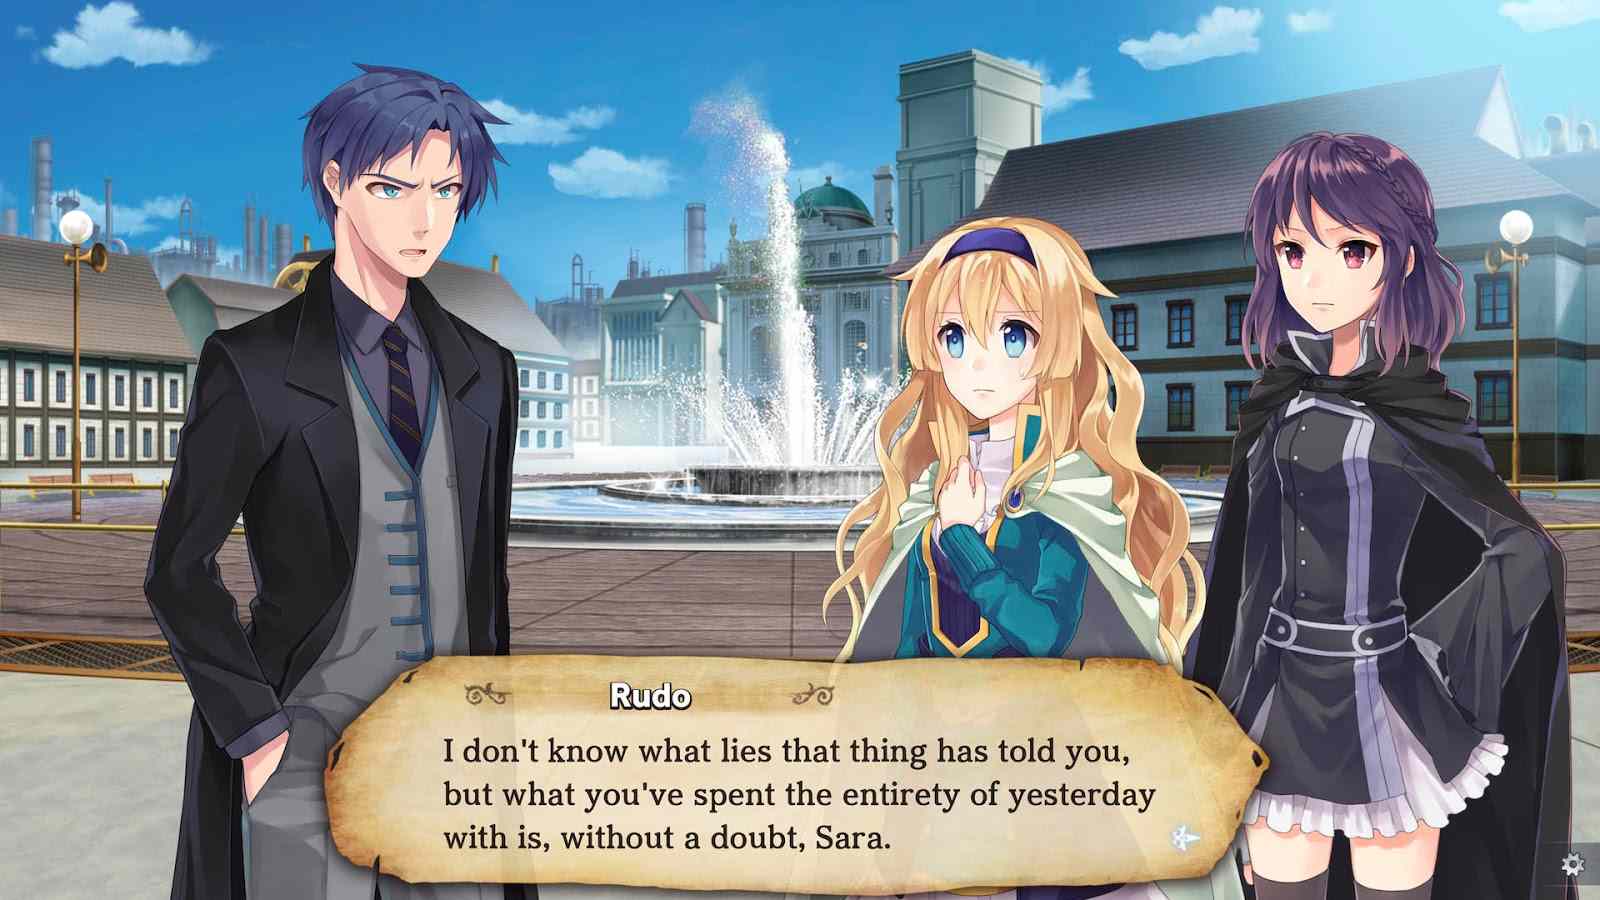 Rudo
I don't know what lies that thing has told you,
but what you've spent the entirety of yesterday
with is, without a doubt, Sara.